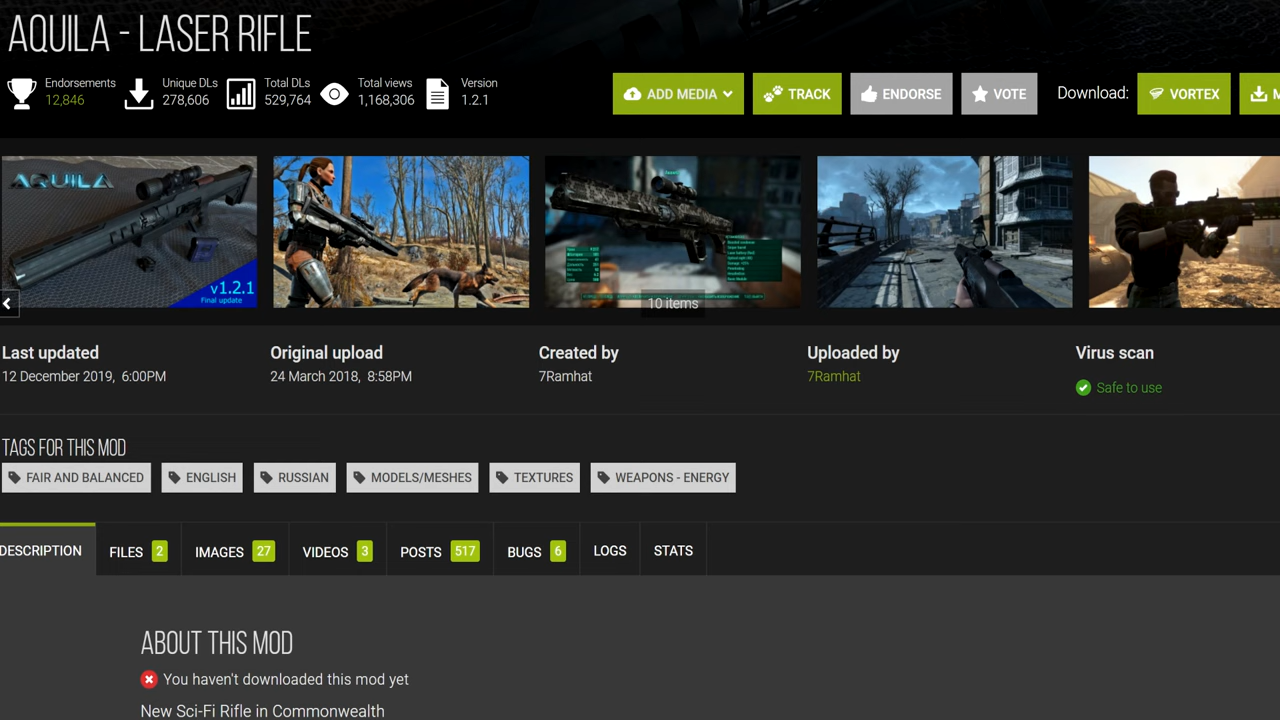 AQUILA - LASER RIFLE
Endorsements
12,846
Unique DLs
278,606
Total DLs
529,764
Total views
1,168,306
Version
1.2.1
ADD MEDIA
TRACK
ENDORSE
VOTE
Download:
VORTEX
M
AQUILA
v1.2.1
Final update
10 items
Last updated
12 December 2019, 6:00PM
Original upload
24 March 2018, 8:58PM
Created by
7Ramhat
Uploaded by
7Ramhat
Virus scan
Safe to use
TAGS FOR THIS MOD
FAIR AND BALANCED
ENGLISH
RUSSIAN
MODELS/MESHES
TEXTURES
WEAPONS - ENERGY
DESCRIPTION
FILES 2
IMAGES 27
VIDEOS 3
POSTS 517
BUGS 6
LOGS
STATS
ABOUT THIS MOD
You haven't downloaded this mod yet
New Sci-Fi Rifle in Commonwealth